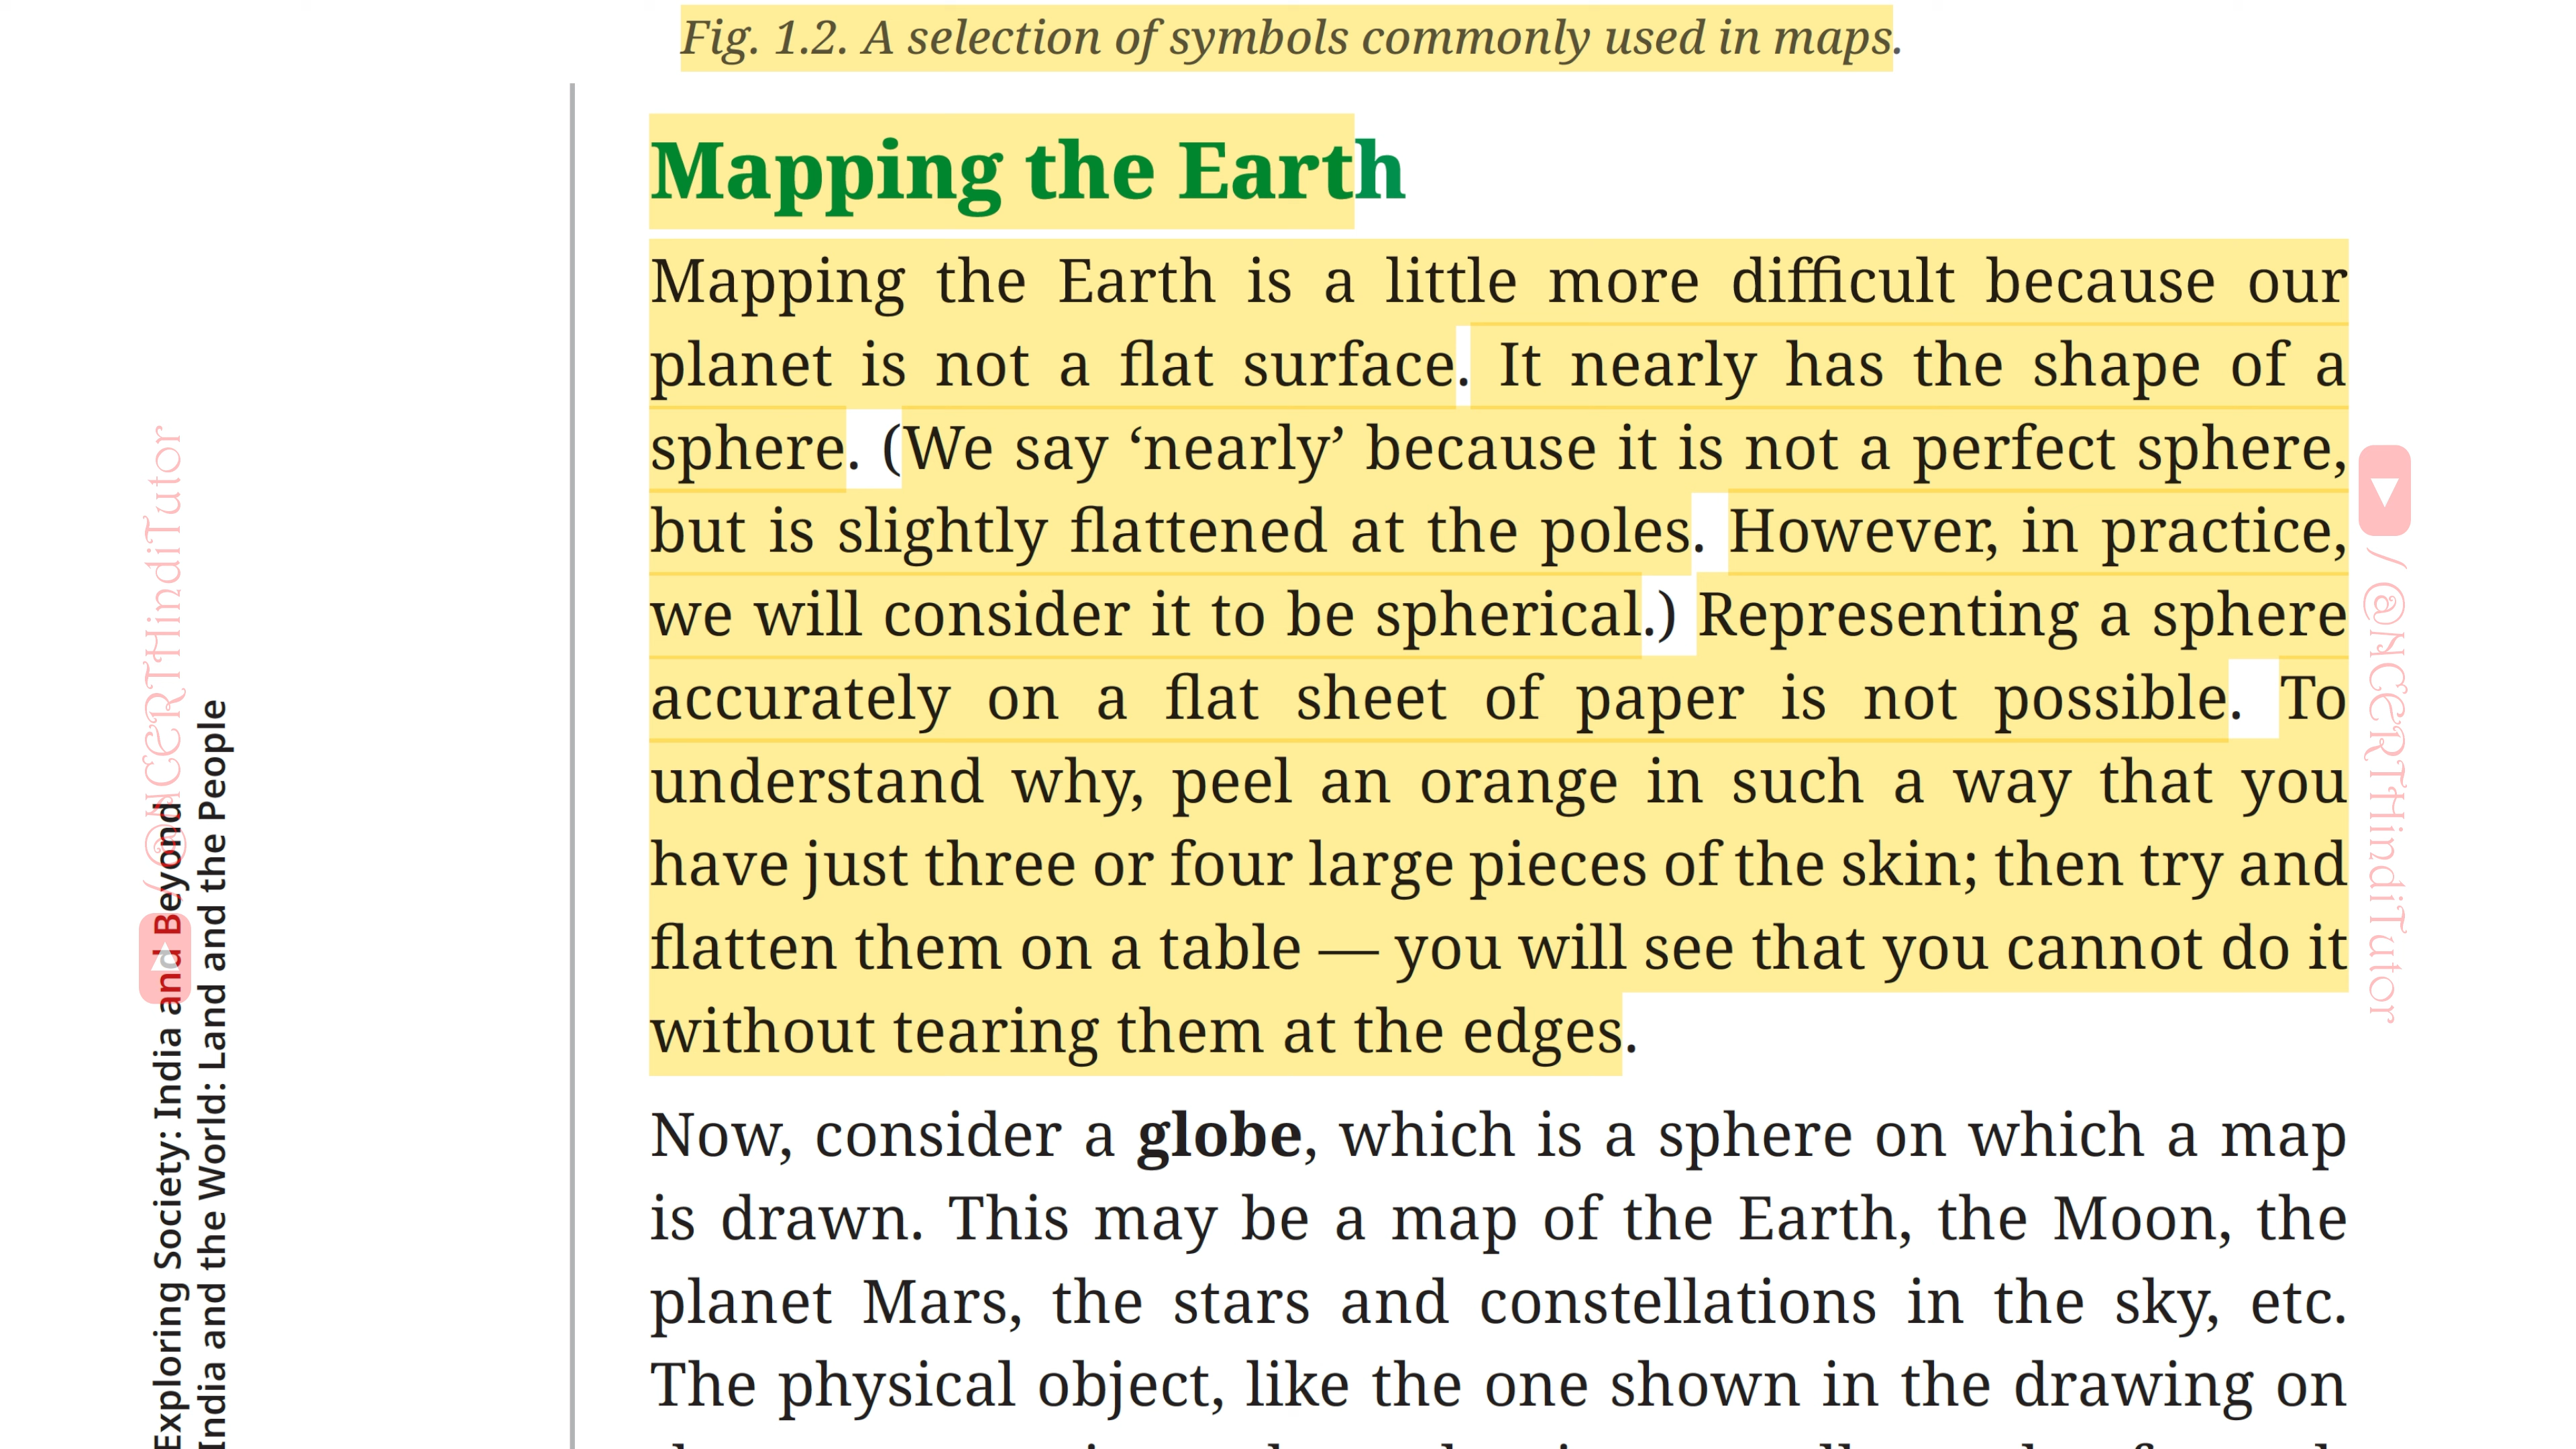 Fig. 1.2. A selection of symbols commonly used in maps.
Mapping the Earth
Mapping the Earth is a little more difficult because our
planet is not a flat surface. It nearly has the shape of a
sphere. (We say ‘nearly’ because it is not a perfect sphere,
but is slightly flattened at the poles. However, in practice,
we will consider it to be spherical.) Representing a sphere
accurately on a flat sheet of paper is not possible. To
understand why, peel an orange in such a way that you
have just three or four large pieces of the skin; then try and
flatten them on a table — you will see that you cannot do it
without tearing them at the edges.
Now, consider a globe, which is a sphere on which a map
is drawn. This may be a map of the Earth, the Moon, the
planet Mars, the stars and constellations in the sky, etc.
The physical object, like the one shown in the drawing on
Exploring Society: India and Beyond
India and the World: Land and the People
/@NCERTHindiTutor
/@NCERTHindiTutor